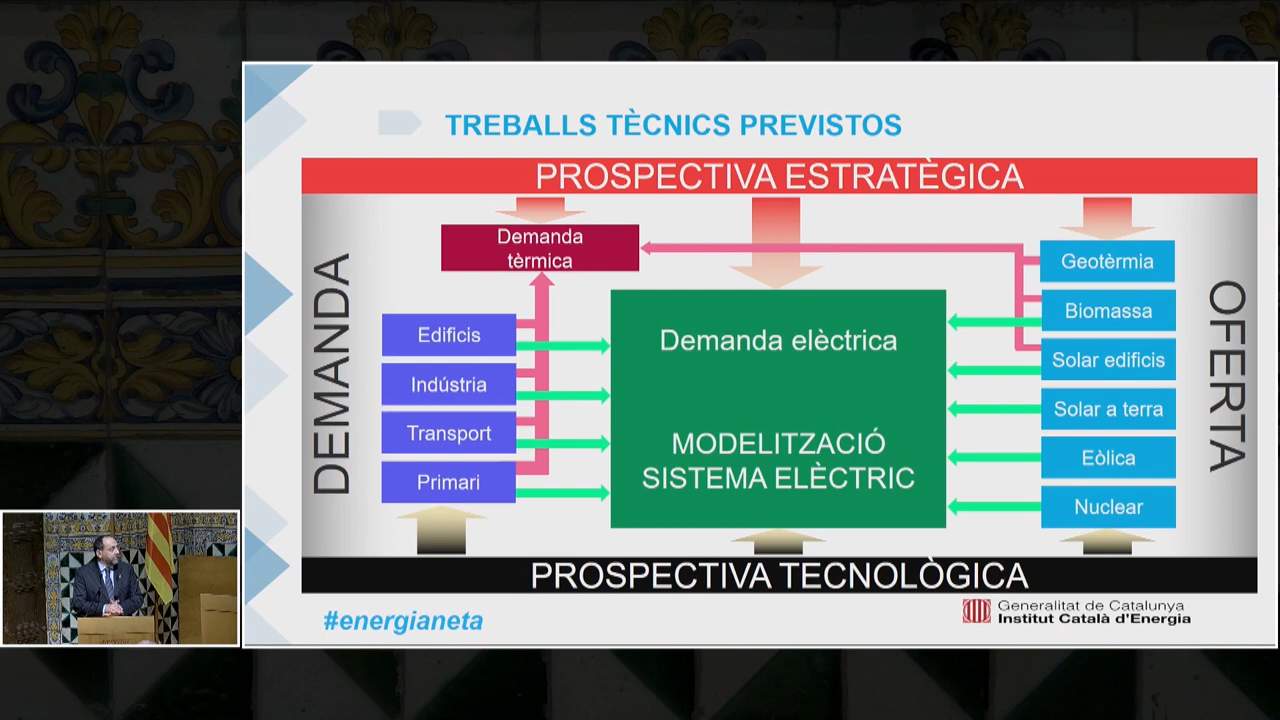 TREBALLS TÈCNICS PREVISTOS
PROSPECTIVA ESTRATÈGICA
DEMANDA
Demanda
tèrmica
Edificis
Indústria
Transport
Primari
Demanda elèctrica
MODELITZACIÓ
SISTEMA ELÈCTRIC
Geotèrmia
Biomassa
Solar edificis
Solar a terra
Eòlica
Nuclear
OFERTA
PROSPECTIVA TECNOLÒGICA
#energianeta
Generalitat de Catalunya
Institut Català d'Energia